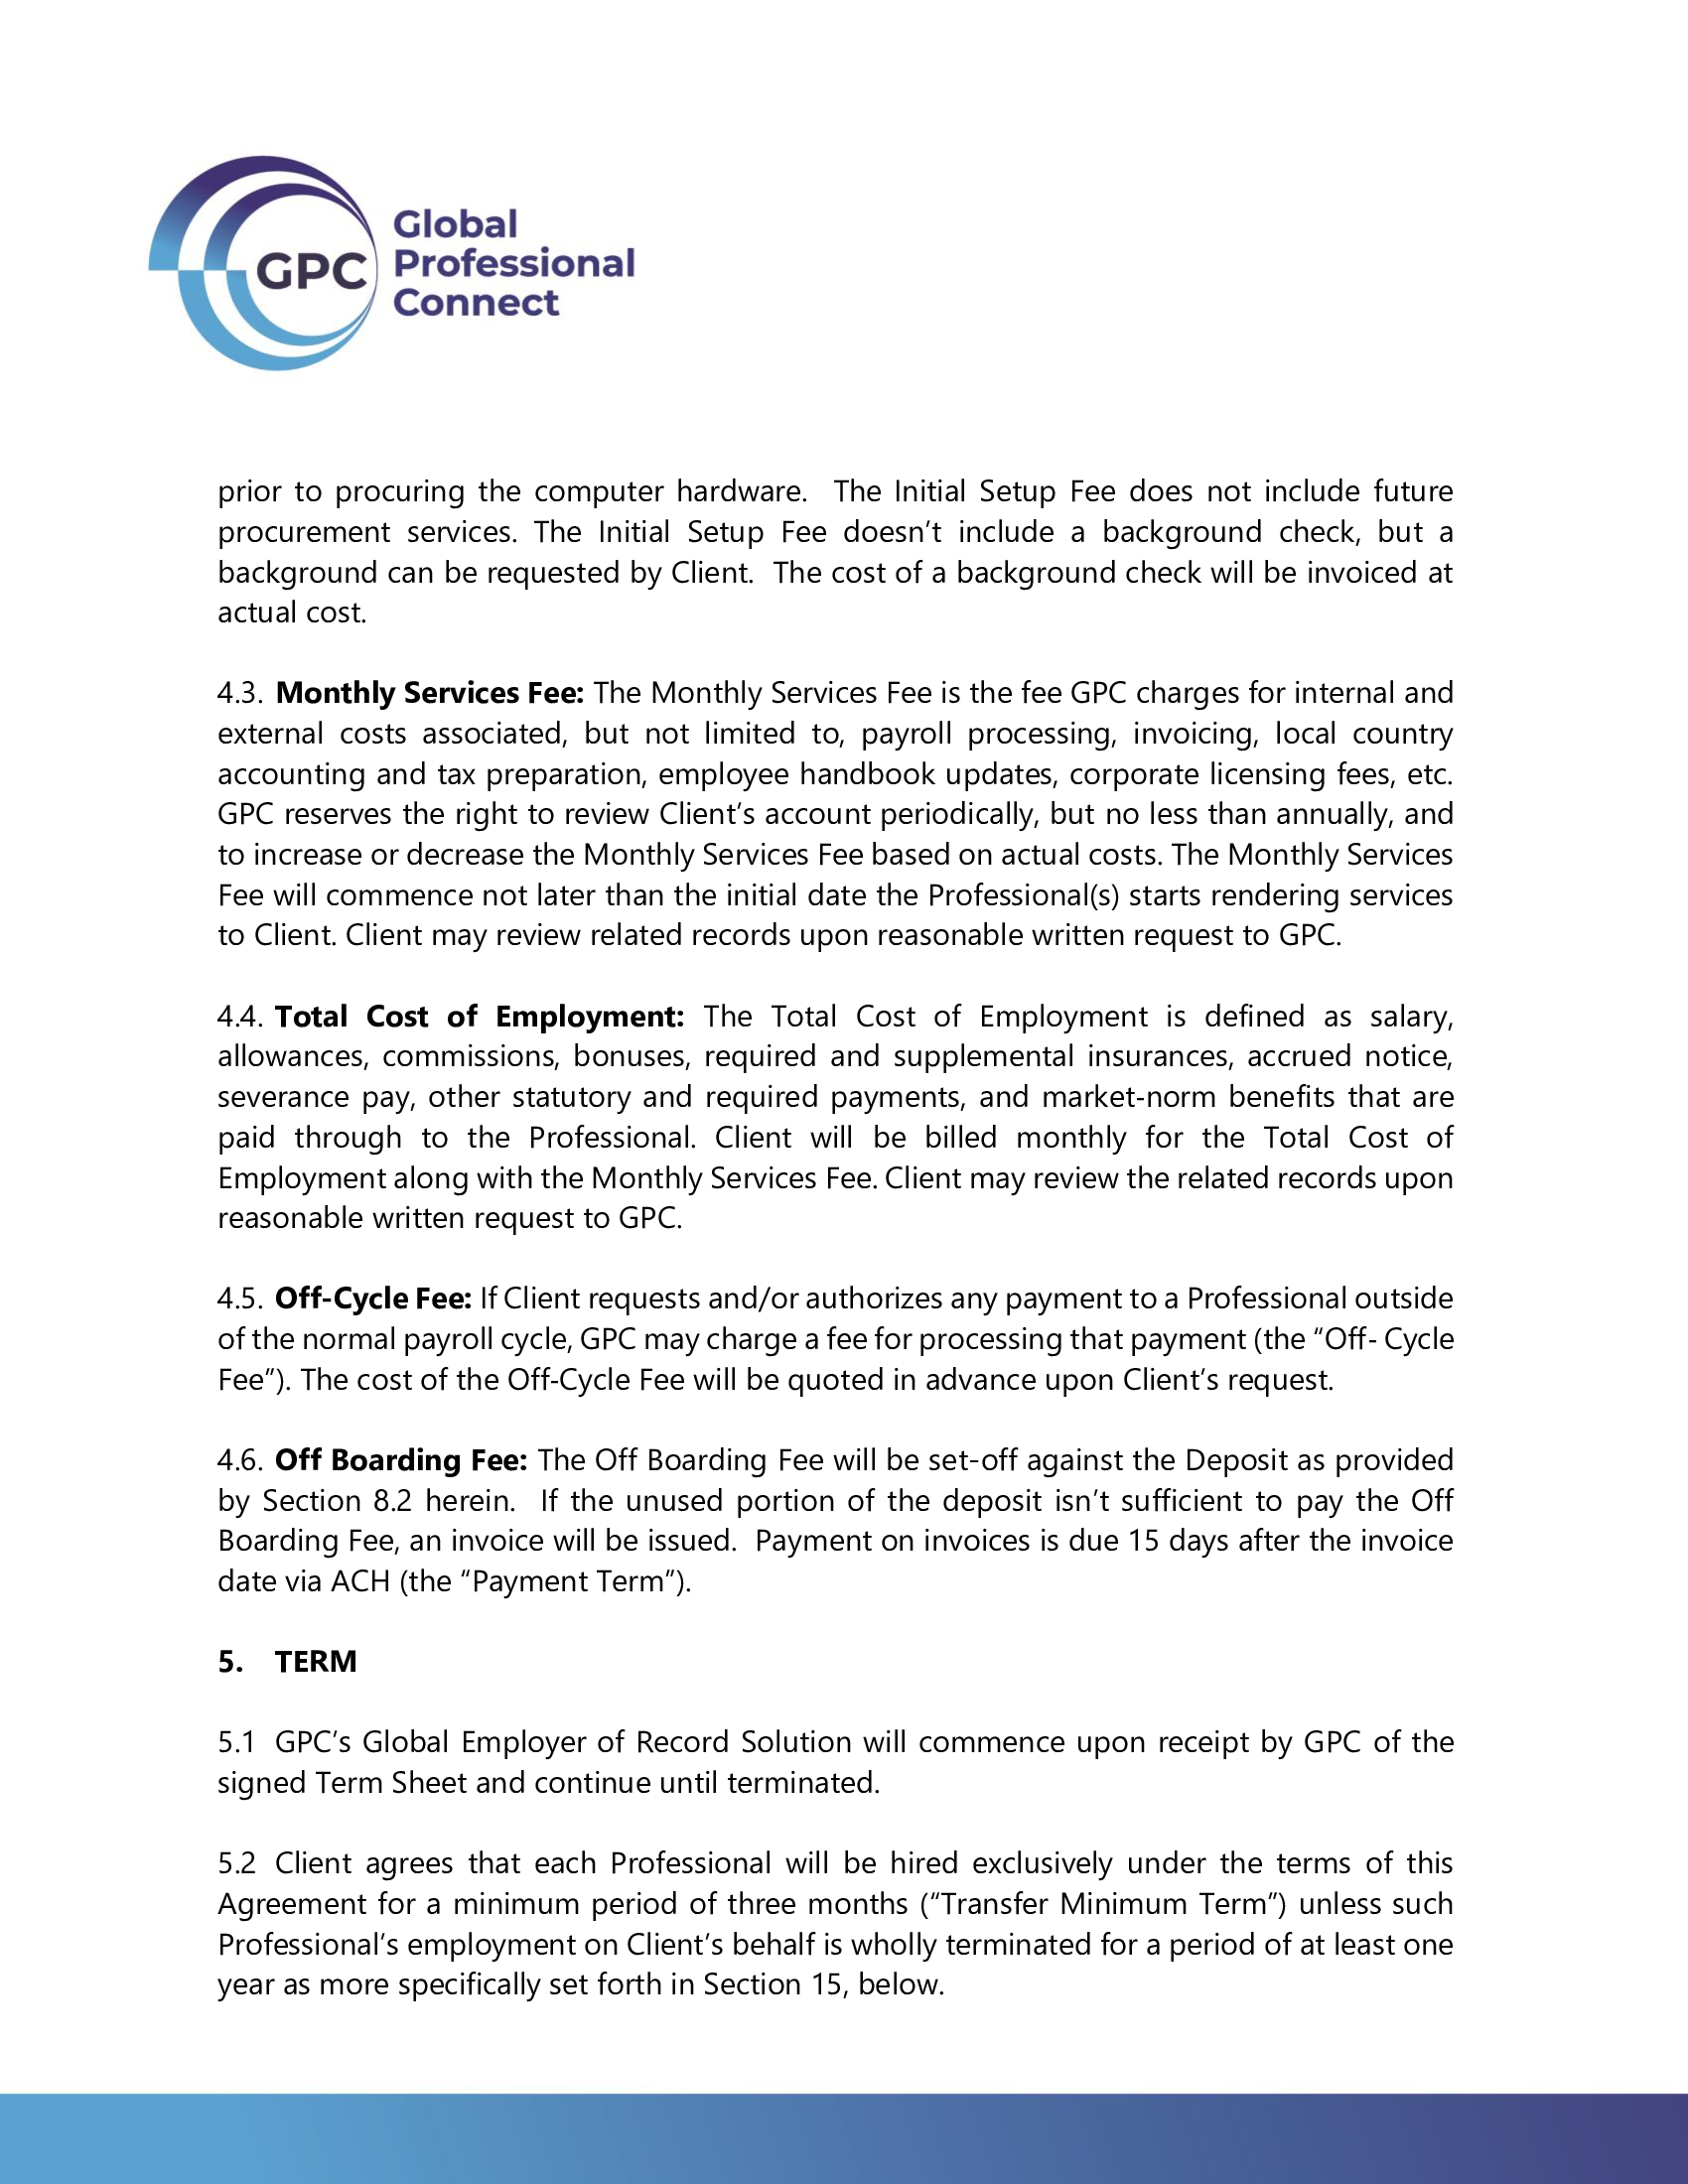 GPC
Global
Professional
Connect
prior to procuring the computer hardware.  The Initial Setup Fee does not include future
procurement services. The Initial Setup Fee doesn’t include a background check, but a
background can be requested by Client.  The cost of a background check will be invoiced at
actual cost.
4.3. Monthly Services Fee: The Monthly Services Fee is the fee GPC charges for internal and
external costs associated, but not limited to, payroll processing, invoicing, local country
accounting and tax preparation, employee handbook updates, corporate licensing fees, etc.
GPC reserves the right to review Client’s account periodically, but no less than annually, and
to increase or decrease the Monthly Services Fee based on actual costs. The Monthly Services
Fee will commence not later than the initial date the Professional(s) starts rendering services
to Client. Client may review related records upon reasonable written request to GPC.
4.4. Total Cost of Employment: The Total Cost of Employment is defined as salary,
allowances, commissions, bonuses, required and supplemental insurances, accrued notice,
severance pay, other statutory and required payments, and market-norm benefits that are
paid through to the Professional. Client will be billed monthly for the Total Cost of
Employment along with the Monthly Services Fee. Client may review the related records upon
reasonable written request to GPC.
4.5. Off-Cycle Fee: If Client requests and/or authorizes any payment to a Professional outside
of the normal payroll cycle, GPC may charge a fee for processing that payment (the “Off- Cycle
Fee”). The cost of the Off-Cycle Fee will be quoted in advance upon Client’s request.
4.6. Off Boarding Fee: The Off Boarding Fee will be set-off against the Deposit as provided
by Section 8.2 herein.  If the unused portion of the deposit isn’t sufficient to pay the Off
Boarding Fee, an invoice will be issued.  Payment on invoices is due 15 days after the invoice
date via ACH (the “Payment Term”).
5. TERM
5.1 GPC’s Global Employer of Record Solution will commence upon receipt by GPC of the
signed Term Sheet and continue until terminated.
5.2 Client agrees that each Professional will be hired exclusively under the terms of this
Agreement for a minimum period of three months (“Transfer Minimum Term”) unless such
Professional’s employment on Client’s behalf is wholly terminated for a period of at least one
year as more specifically set forth in Section 15, below.